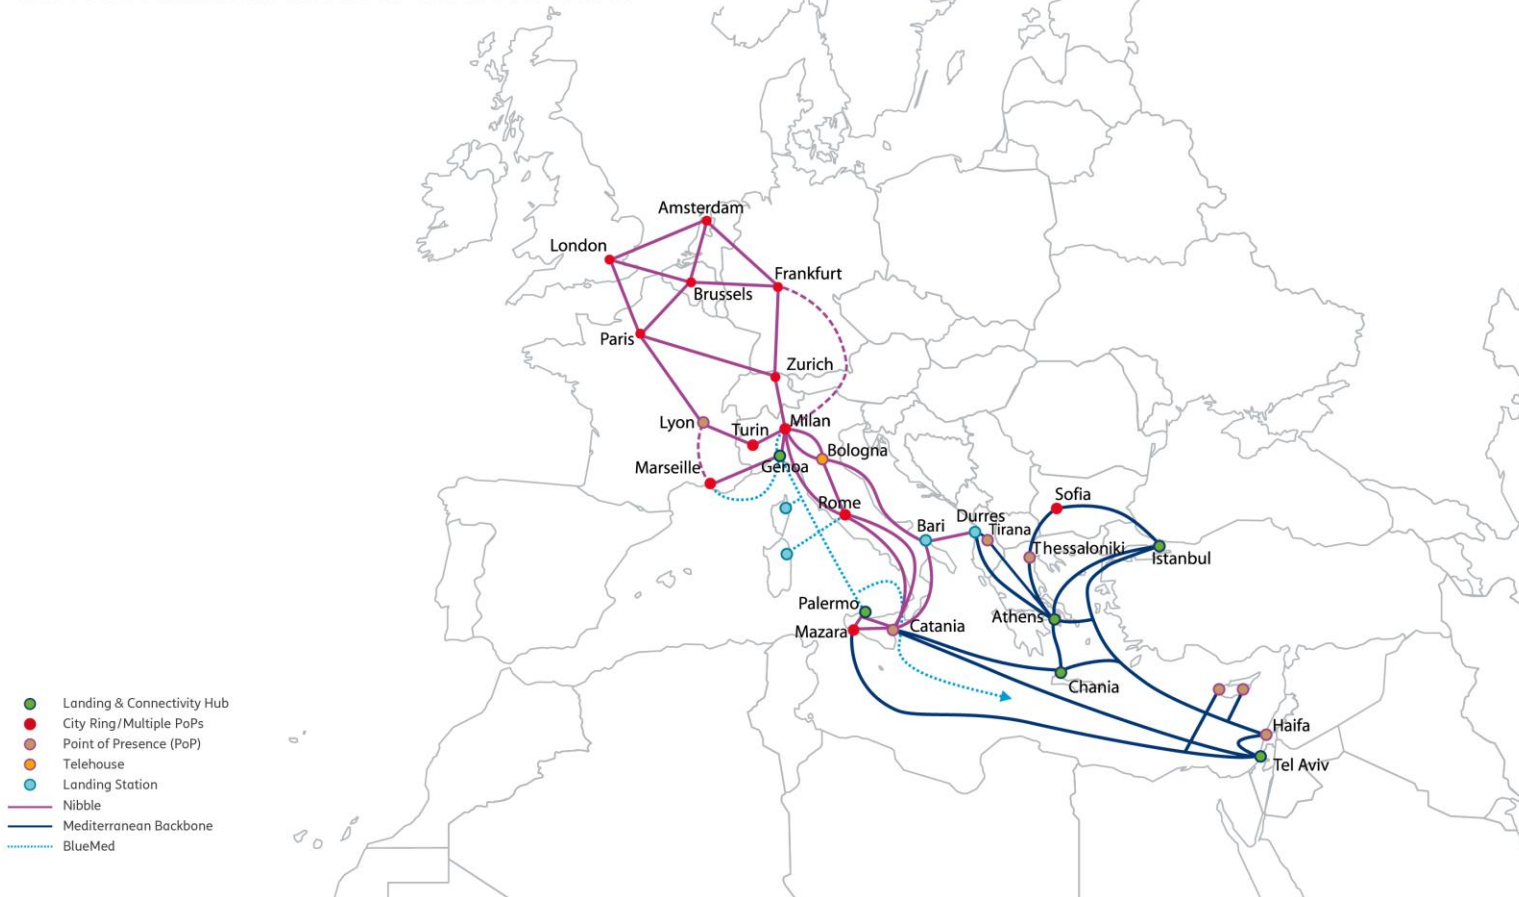 Amsterdam
London
Frankfurt
Brussels
Paris
Zurich
Lyon
Turin
Milan
Bologna
Marseille
Genoa
Rome
Sofia
Bari
Durres
Tirana
Thessaloniki
Istanbul
Palermo
Mazara
Catania
Athens
Chania
Haifa
Tel Aviv
Landing & Connectivity Hub
City Ring/Multiple PoPs
Point of Presence (PoP)
Telehouse
Landing Station
Nibble
Mediterranean Backbone
BlueMed